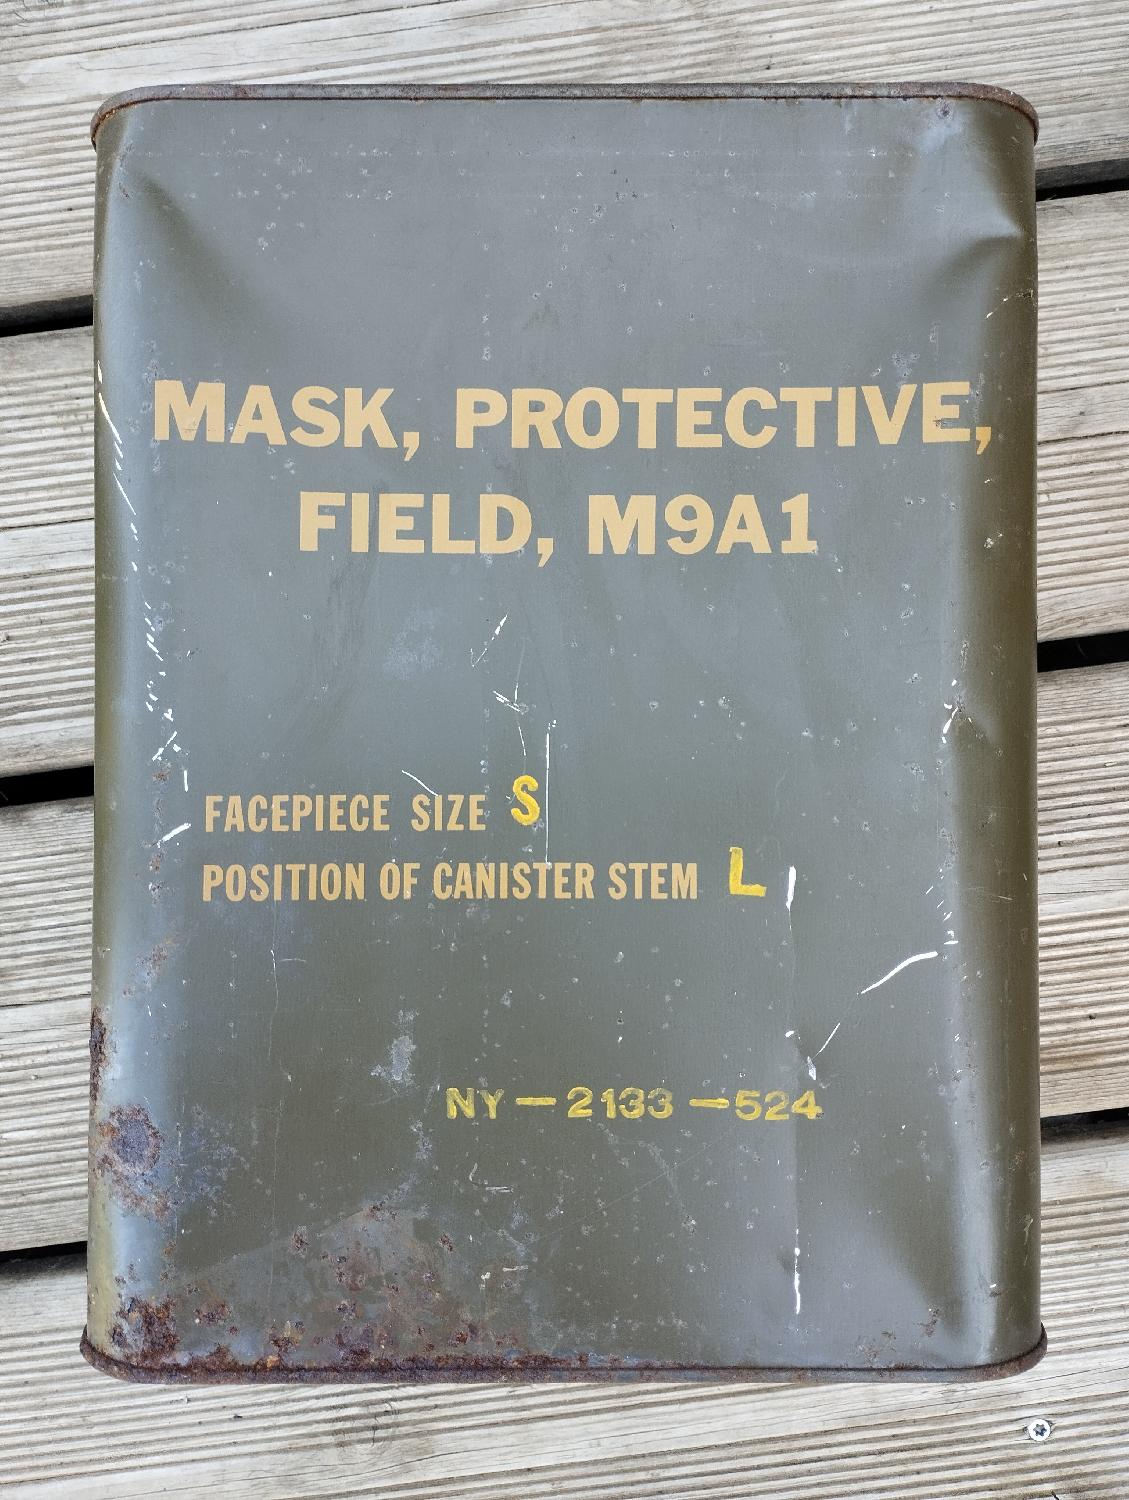 MASK, PROTECTIVE,
FIELD, M9A1
FACEPIECE SIZE S
POSITION OF CANISTER STEM L
NY-2133-524